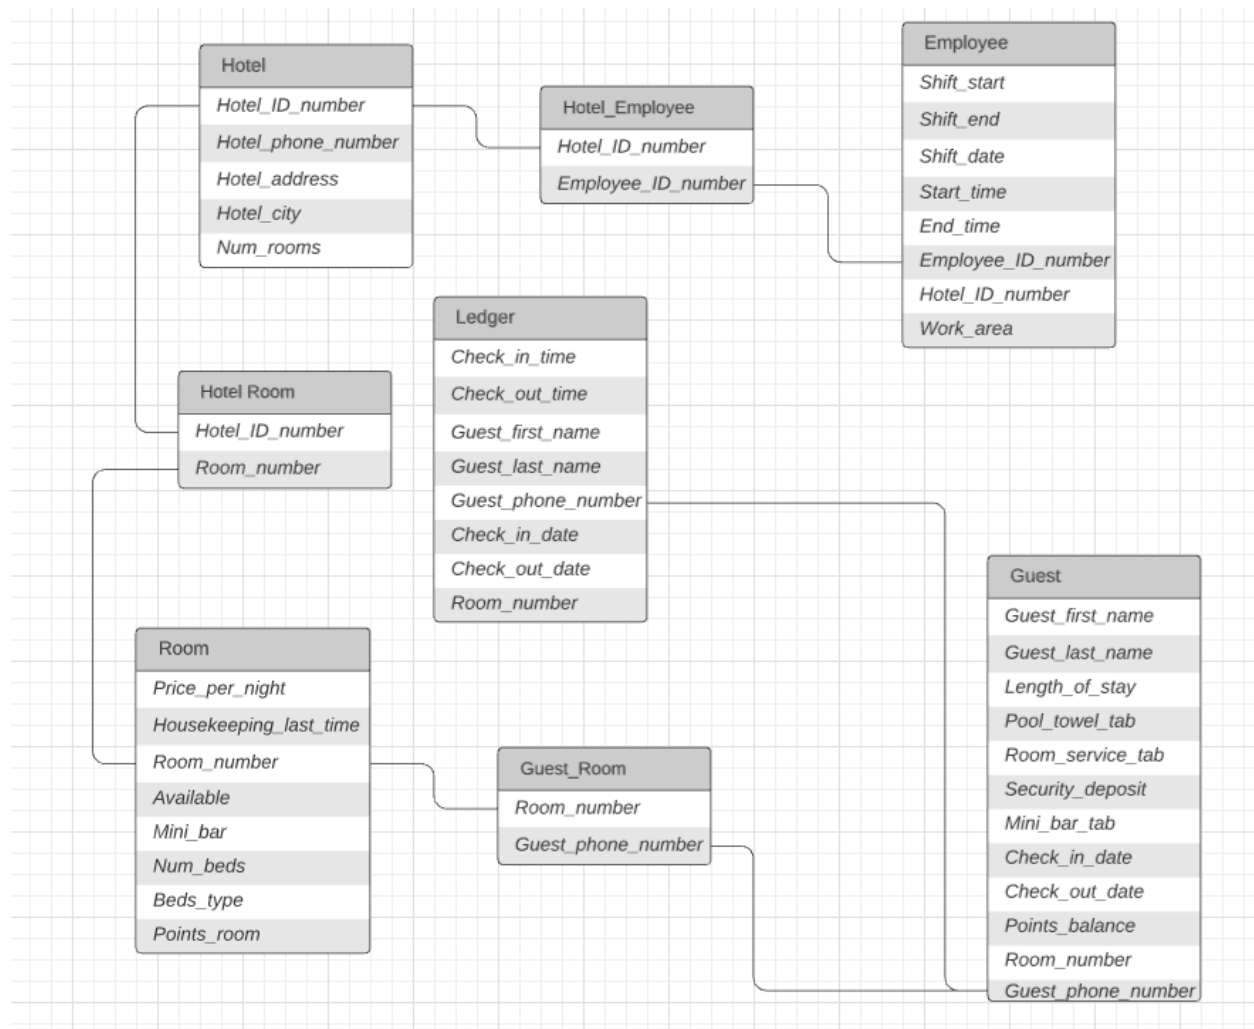 Hotel
Hotel_ID_number
Hotel_phone_number
Hotel_address
Hotel_city
Num_rooms
Hotel_Employee
Hotel_ID_number
Employee_ID_number
Employee
Shift_start
Shift_end
Shift_date
Start_time
End_time
Employee_ID_number
Hotel_ID_number
Work_area
Ledger
Check_in_time
Check_out_time
Guest_first_name
Guest_last_name
Guest_phone_number
Check_in_date
Check_out_date
Room_number
Hotel Room
Hotel_ID_number
Room_number
Room
Price_per_night
Housekeeping_last_time
Room_number
Available
Mini_bar
Num_beds
Beds_type
Points_room
Guest_Room
Room_number
Guest_phone_number
Guest
Guest_first_name
Guest_last_name
Length_of_stay
Pool_towel_tab
Room_service_tab
Security_deposit
Mini_bar_tab
Check_in_date
Check_out_date
Points_balance
Room_number
Guest_phone_number